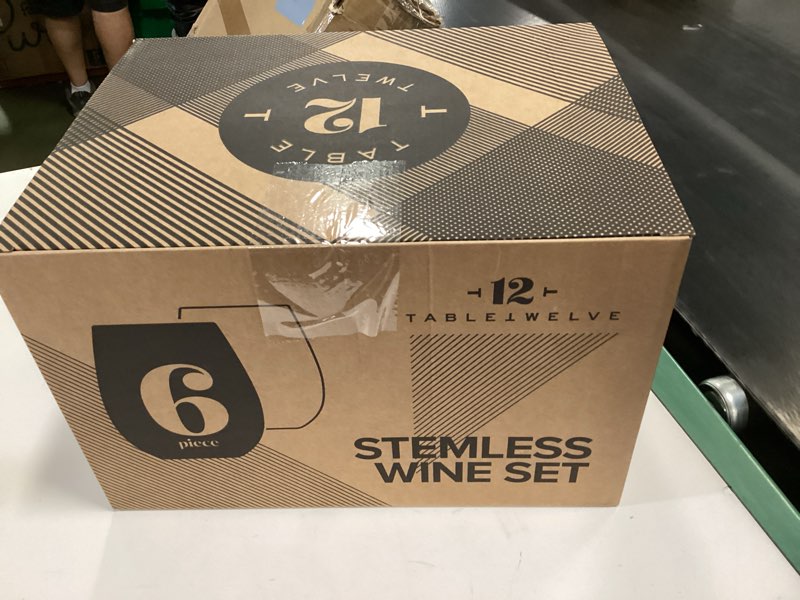 TWELVE
T 12 T
TABLE
T 12 T
TABLETWELVE
6
piece
STEMLESS
WINE SET